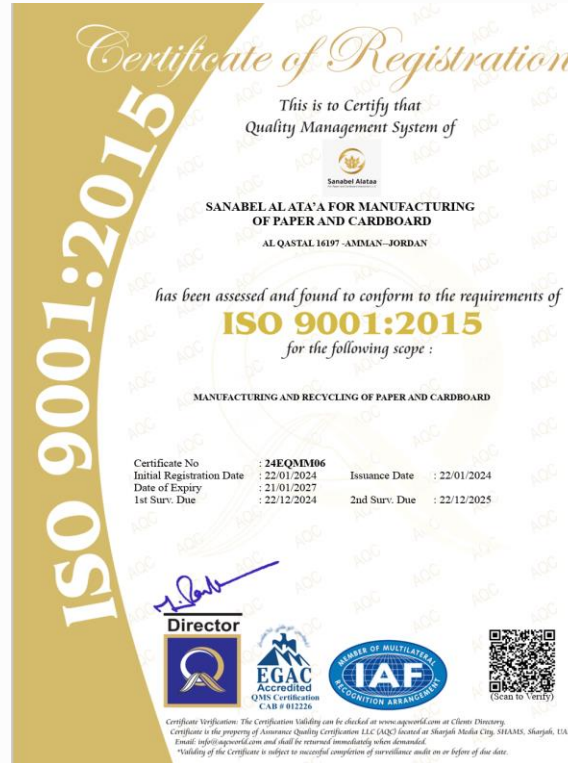 Certificate of Registration
ISO 9001:2015
This is to Certify that
Quality Management System of
Sanabel Alataa
SANABEL AL ATA'A FOR MANUFACTURING
OF PAPER AND CARDBOARD
AL QASTAL 16197 -AMMAN--JORDAN
has been assessed and found to conform to the requirements of
ISO 9001:2015
for the following scope :
MANUFACTURING AND RECYCLING OF PAPER AND CARDBOARD
Certificate No : 24EQMM06
Initial Registration Date : 22/01/2024 Issuance Date : 22/01/2024
Date of Expiry : 21/01/2027
1st Surv. Due : 22/12/2024 2nd Surv. Due : 22/12/2025
Director
EGAC
Accredited
QMS Certification
CAB # 012226
MEMBER OF MULTILATERAL
IAF
RECOGNITION ARRANGEMENT
(Scan to Verify)
Certificate Verification: The Certification Validity can be checked at www.aqcworld.com at Clients Directory.
Certificate is the property of Assurance Quality Certification LLC (AQC) located at Sharjah Media City, SHAMS, Sharjah, UA
Email: info@aqcworld.com and shall be returned immediately when demanded.
*Validity of the Certificate is subject to successful completion of surveillance audit on or before of due date.